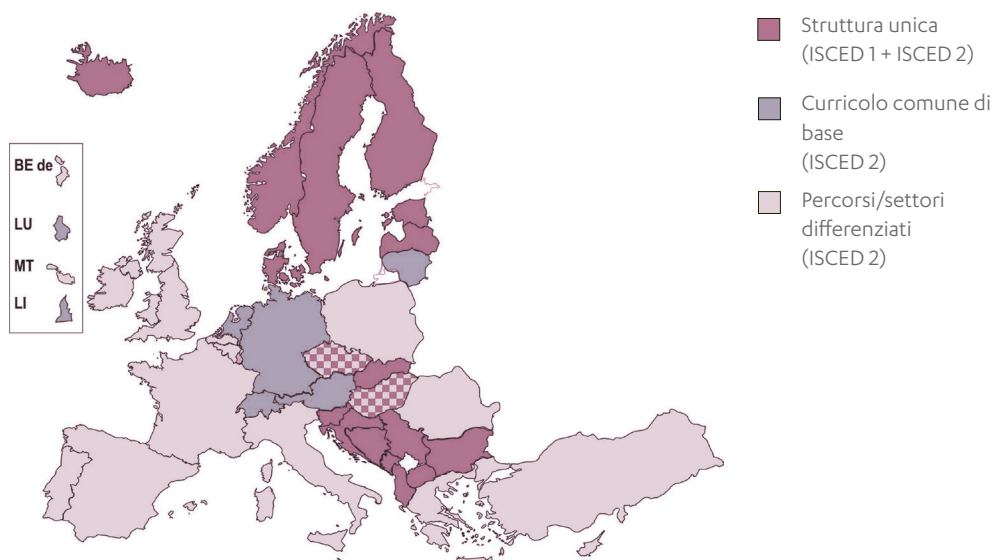 BE de
LU
MT
LI
Struttura unica
(ISCED 1 + ISCED 2)
Curricolo comune di
base
(ISCED 2)
Percorsi/settori
differenziati
(ISCED 2)